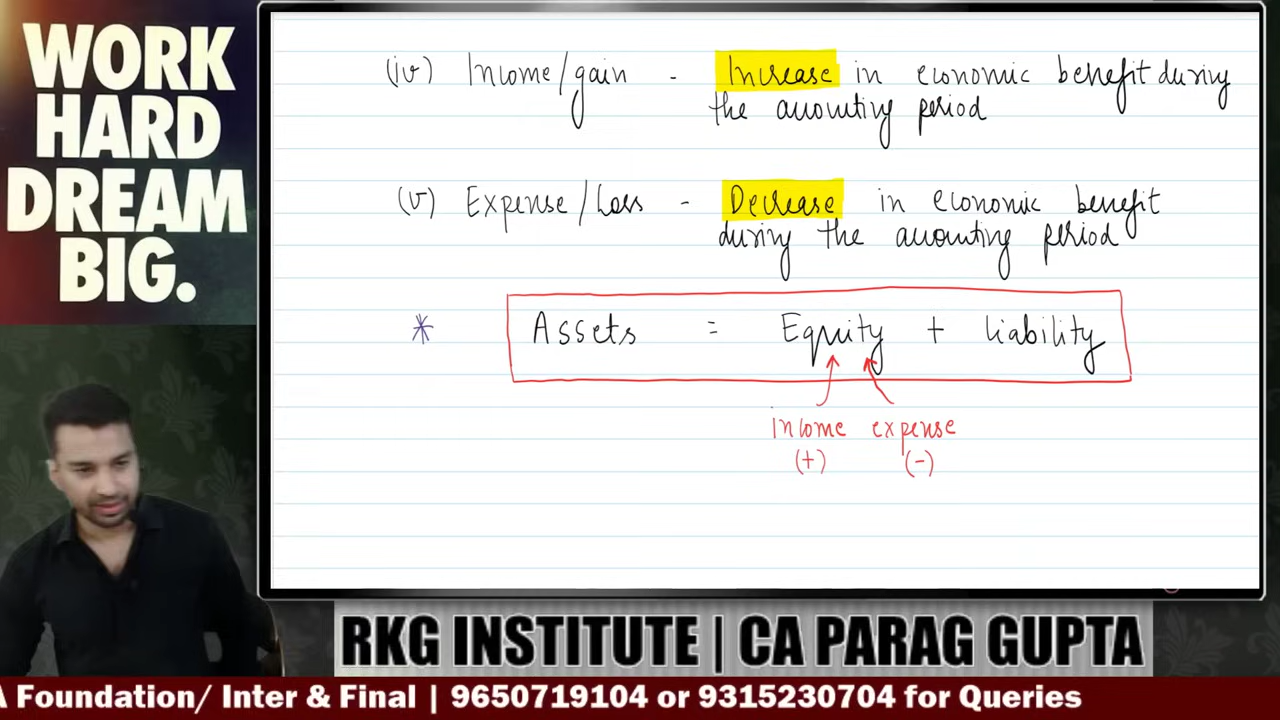 WORK
HARD
DREAM
BIG.
(iv) Income/gain - Increase in economic benefit during
the accounting period
(v) Expense/Loss - Decrease in economic benefit
during the accounting period
* Assets = Equity + liability
income expense
(+) (-)
RKG INSTITUTE | CA PARAG GUPTA
A Foundation/ Inter & Final | 9650719104 or 9315230704 for Queries